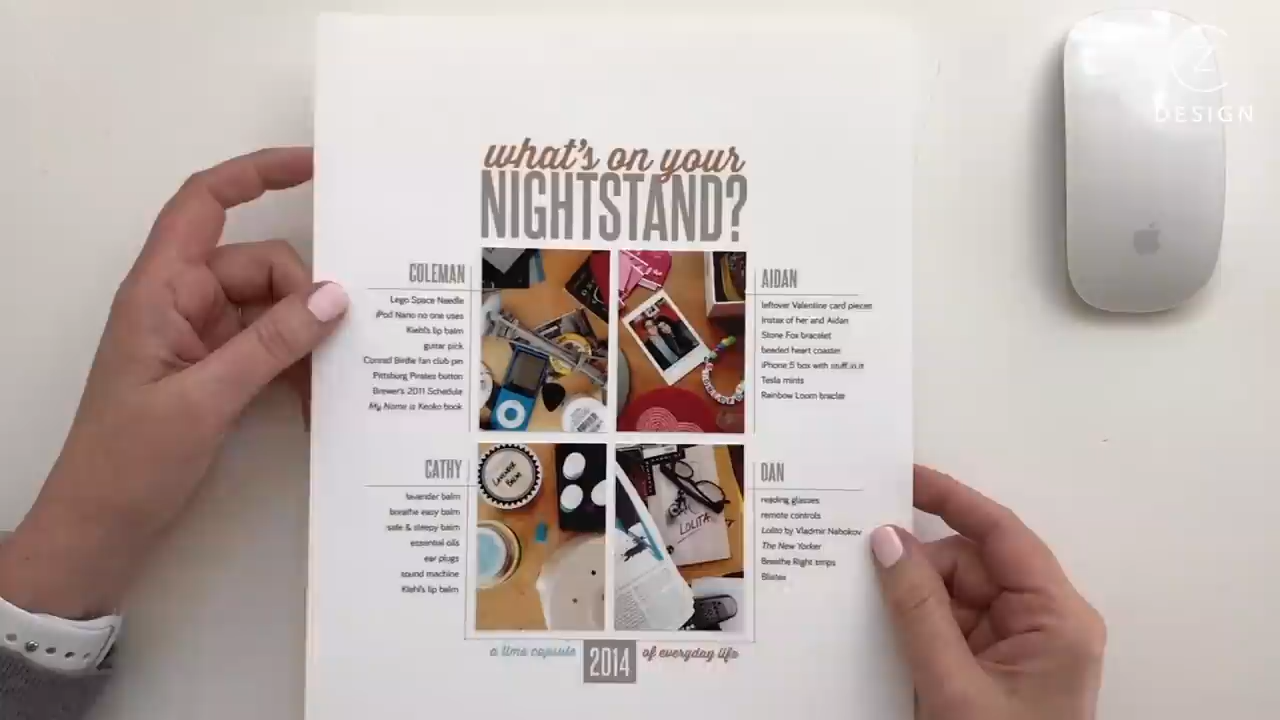 CZ
DESIGN
what's on your
NIGHTSTAND?
COLEMAN
Lego Space Needle
iPod Nano no one uses
Kiehl's lip balm
guitar pick
Conrad Birdie fan club pin
Pittsburg Pirates button
Brewer's 2011 Schedule
My Name is Keoko book
AIDAN
leftover Valentine card pieces
Instax of her and Aidan
Stone Fox bracelet
beaded heart coaster
iPhone 5 box with stuff in it
Tesla mints
Rainbow Loom bracelet
CATHY
lavender balm
breathe easy balm
safe & sleepy balm
essential oils
ear plugs
sound machine
Kiehl's lip balm
DAN
reading glasses
remote controls
Lolita by Vladmir Nabokov
The New Yorker
Breathe Right strips
Blistex
LAVENDER
BALM
LOLITA
a time capsule 2014 of everyday life